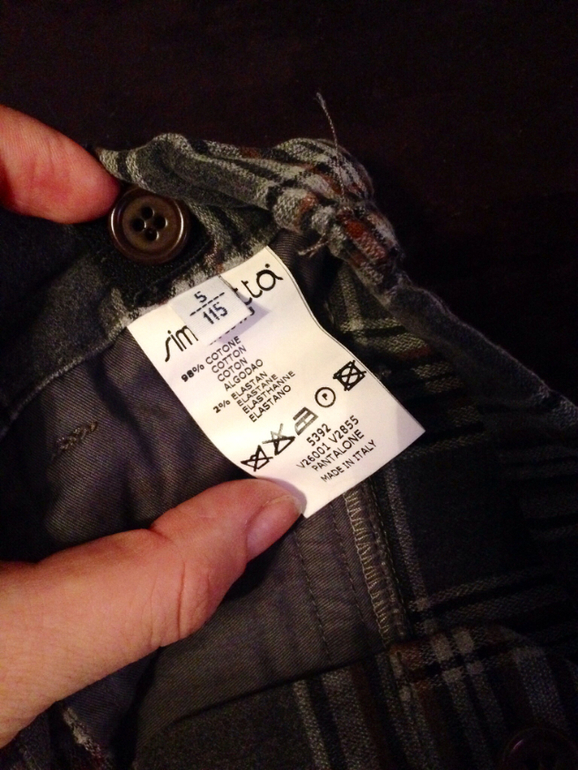 sim tta
5
115
98% COTONE
COTTON
COTON
ALGODAO
2% ELASTAN
ELASTANE
ELASTHANNE
ELASTANO
P
5392
V26001 V2855
PANTALONE
MADE IN ITALY